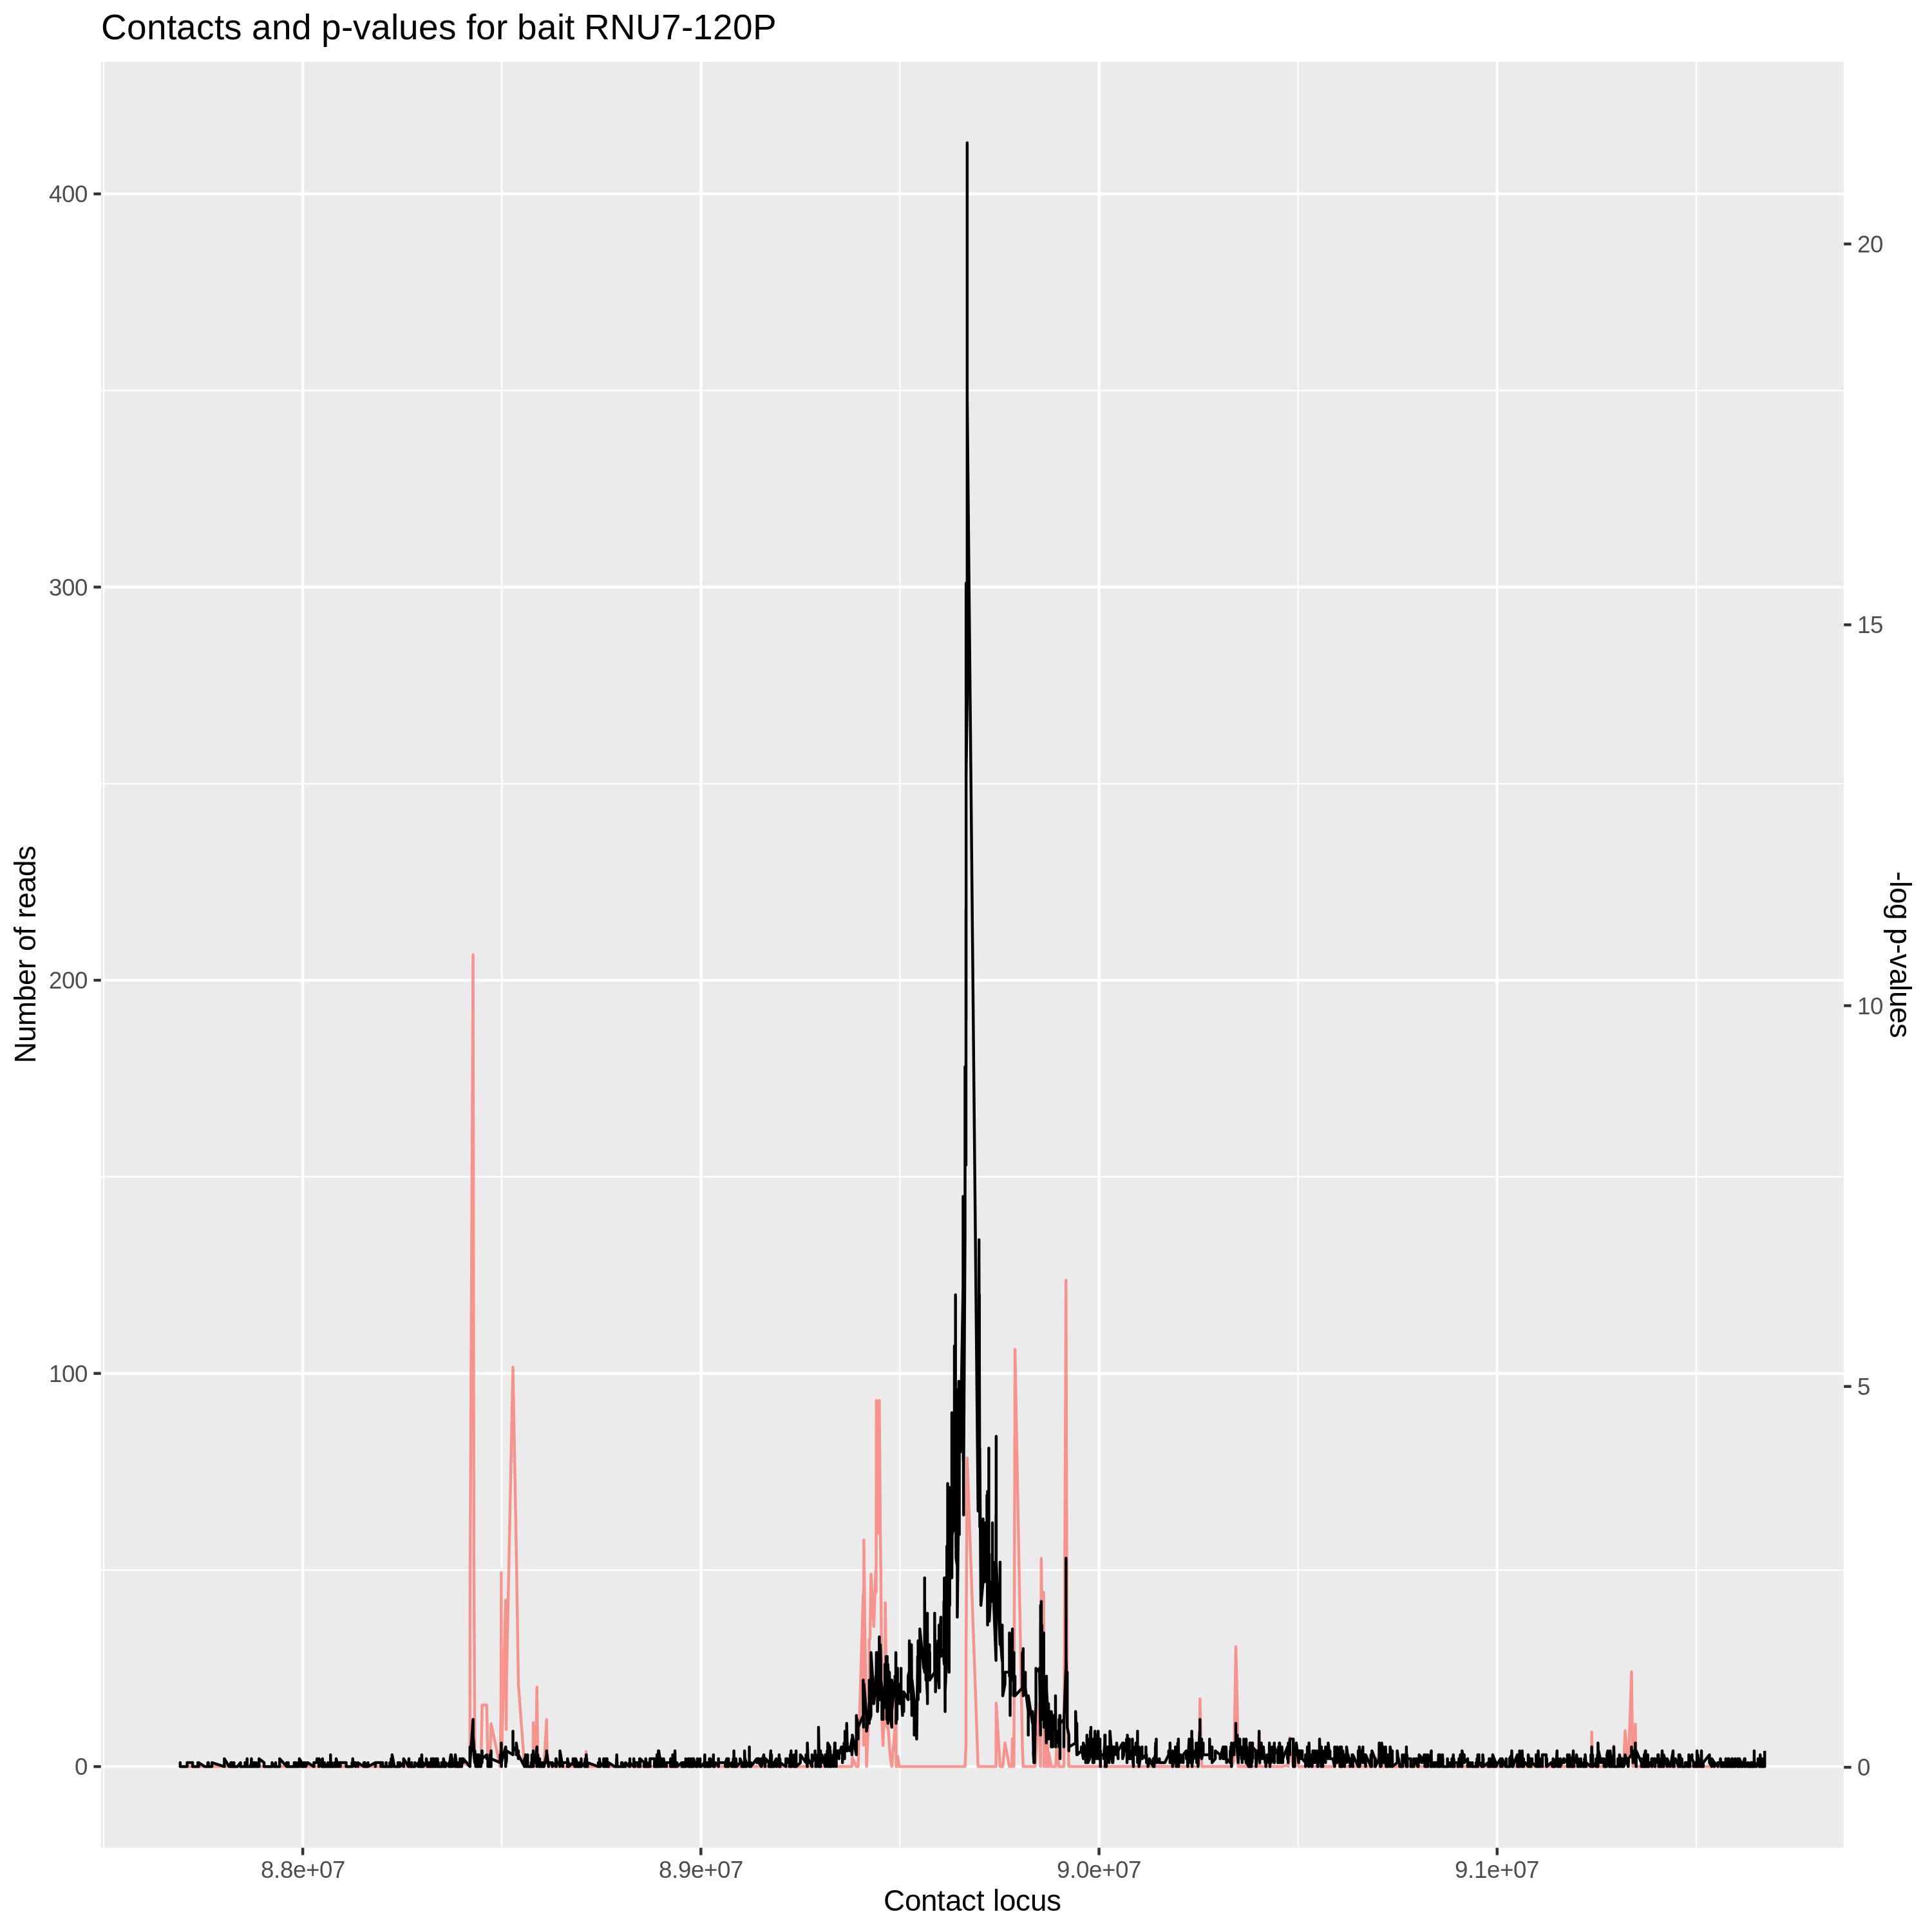 Contacts and p-values for bait RNU7-120P
400
300
200
100
0
20
15
10
5
0
Number of reads
-log p-values
8.8e+07
8.9e+07
9.0e+07
9.1e+07
Contact locus